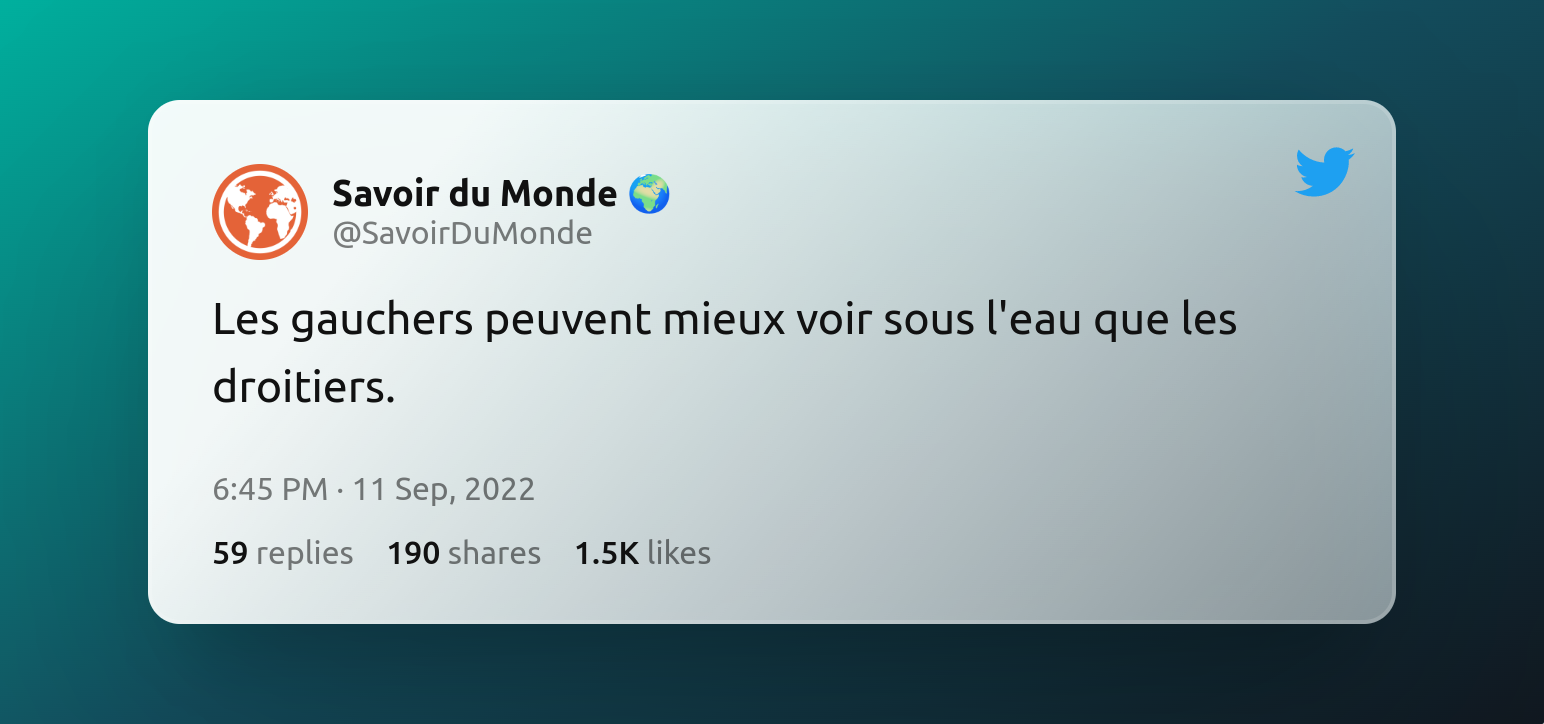 Savoir du Monde 🌍
@SavoirDuMonde
Les gauchers peuvent mieux voir sous l'eau que les
droitiers.
6:45 PM · 11 Sep, 2022
59 replies 190 shares 1.5K likes